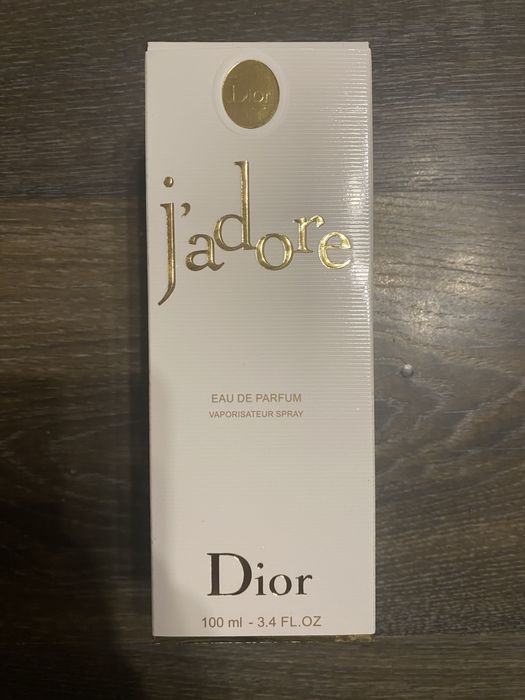 Dior
j'adore
EAU DE PARFUM
VAPORISATEUR SPRAY
Dior
100 ml - 3.4 FL.OZ